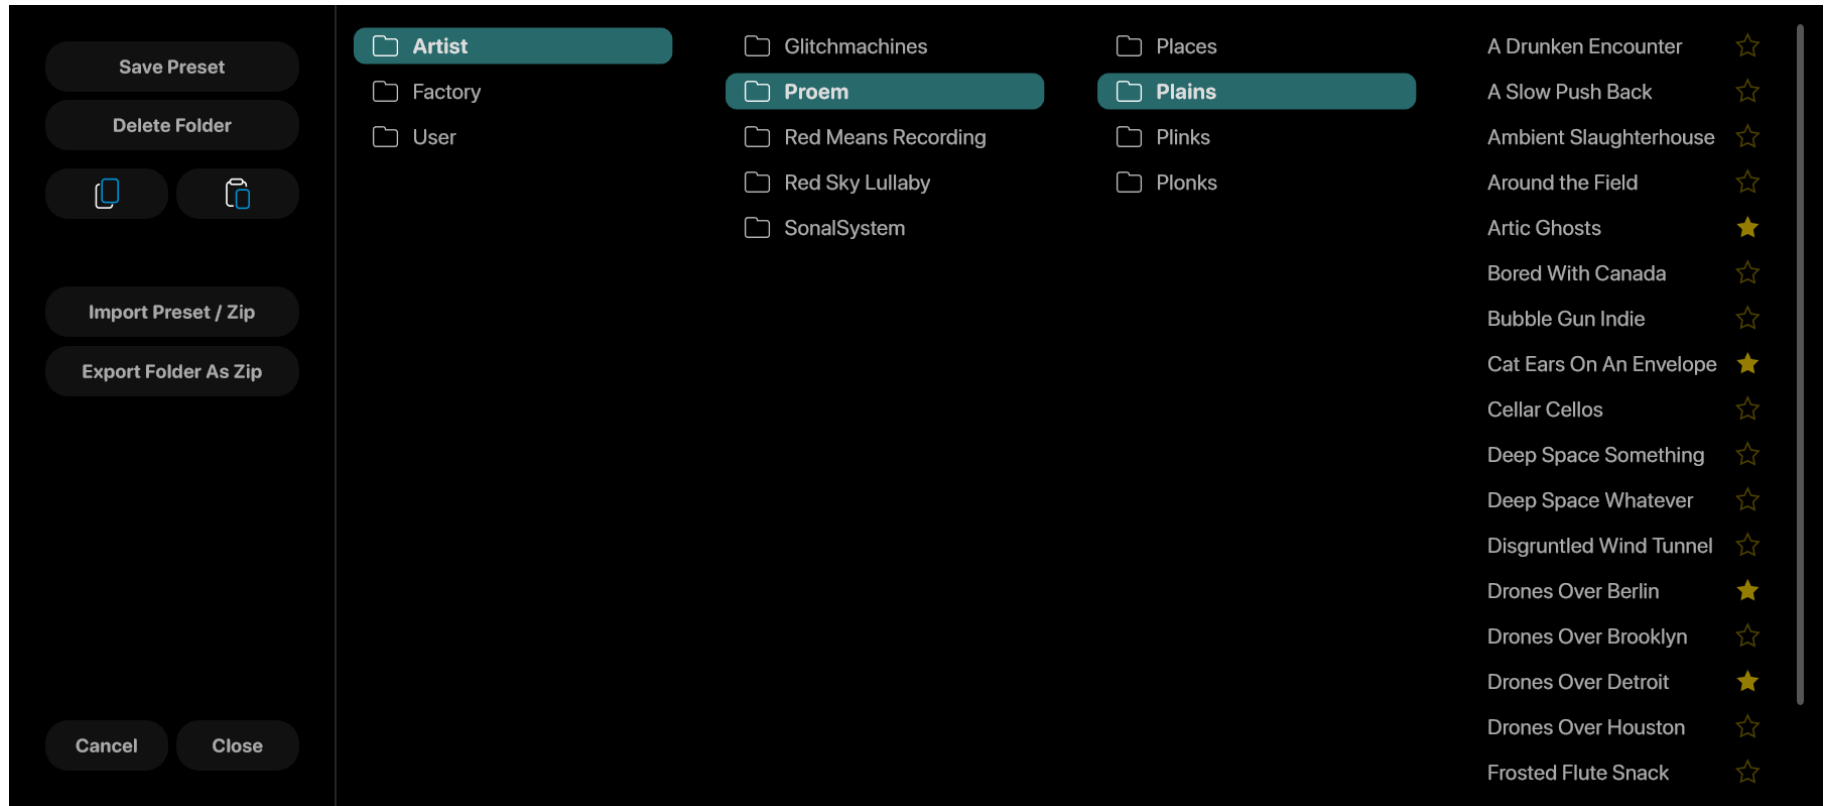 Save Preset
Delete Folder
Import Preset / Zip
Export Folder As Zip
Cancel
Close
Artist
Factory
User
Glitchmachines
Proem
Red Means Recording
Red Sky Lullaby
SonalSystem
Places
Plains
Plinks
Plonks
A Drunken Encounter
A Slow Push Back
Ambient Slaughterhouse
Around the Field
Artic Ghosts
Bored With Canada
Bubble Gun Indie
Cat Ears On An Envelope
Cellar Cellos
Deep Space Something
Deep Space Whatever
Disgruntled Wind Tunnel
Drones Over Berlin
Drones Over Brooklyn
Drones Over Detroit
Drones Over Houston
Frosted Flute Snack